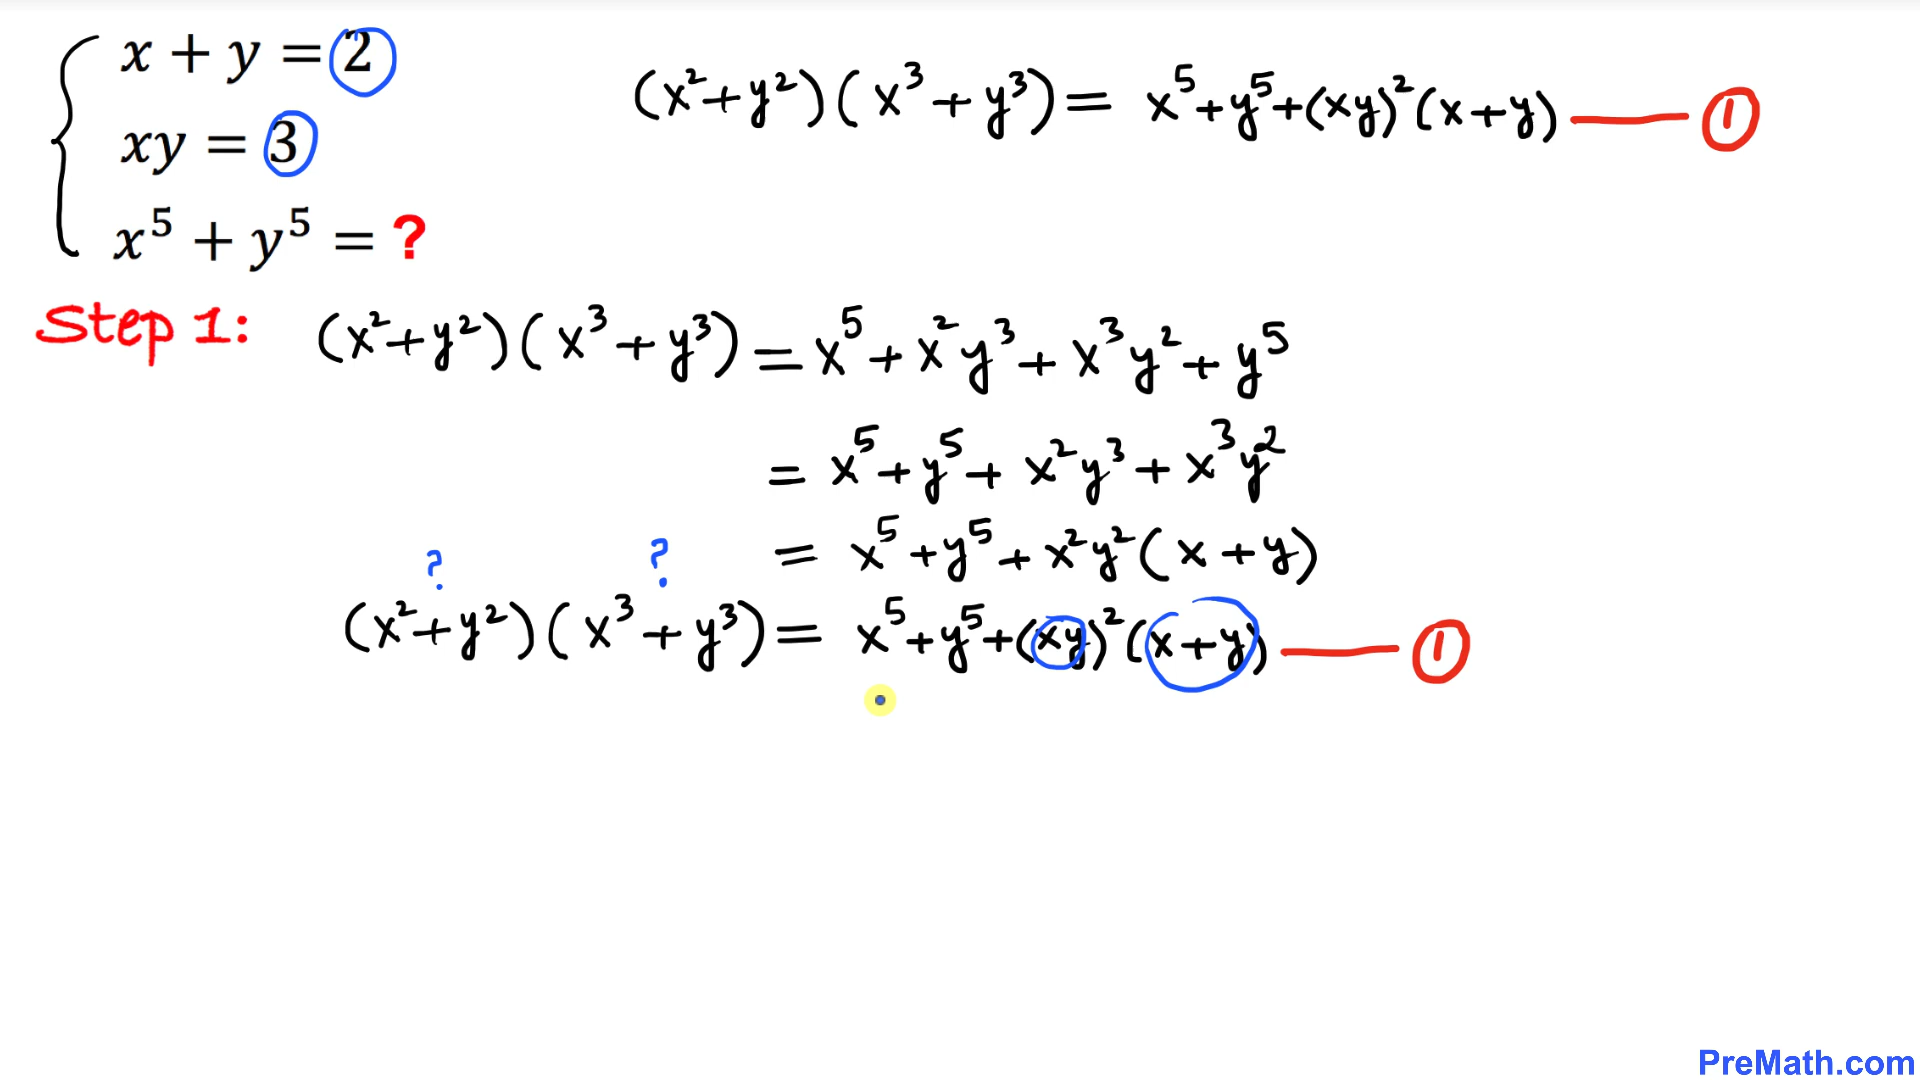 x + y = 2
xy = 3
x⁵ + y⁵ = ?
(x²+y²)(x³+y³) = x⁵+y⁵+(xy)²(x+y) —— ①
Step 1: (x²+y²)(x³+y³) = x⁵+x²y³+x³y²+y⁵
= x⁵+y⁵+x²y³+x³y²
= x⁵+y⁵+x²y²(x+y)
? ?
(x²+y²)(x³+y³) = x⁵+y⁵+(xy)²(x+y) —— ①
PreMath.com